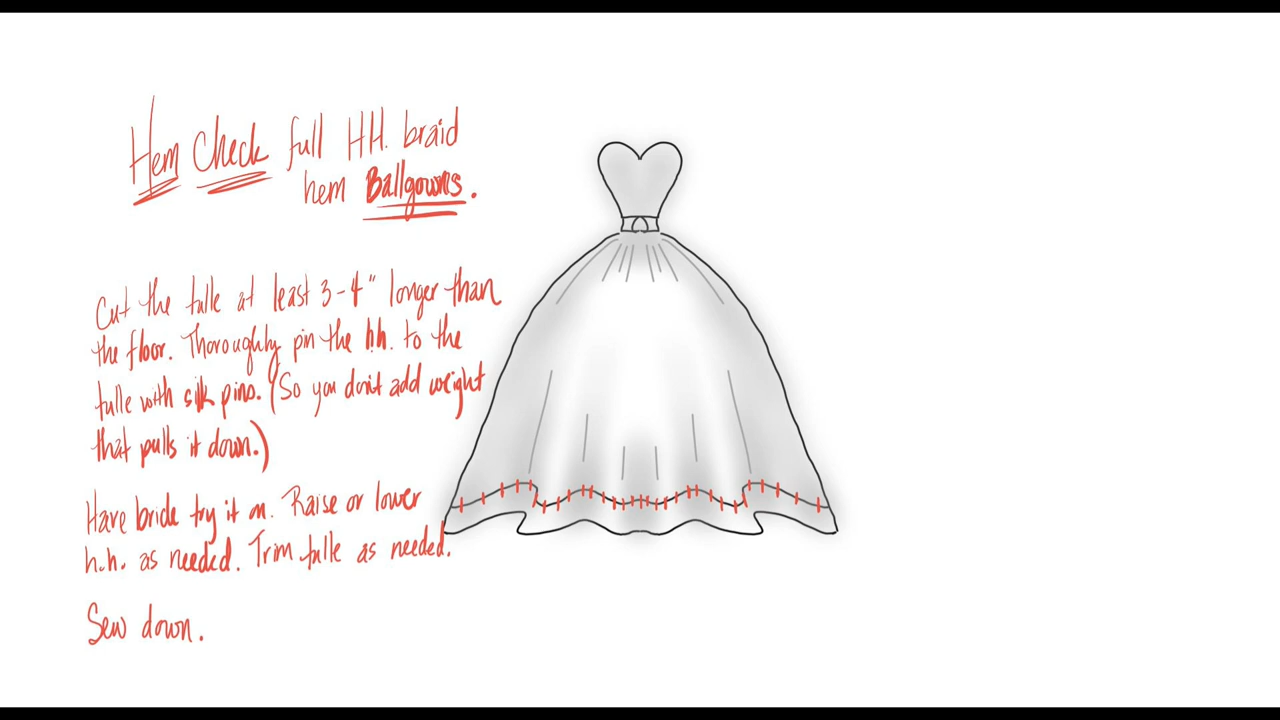 Hem Check full H.H. braid
hem Ballgowns.
Cut the tulle at least 3-4" longer than
the floor. Thoroughly pin the h.h. to the
tulle with silk pins. (So you don't add weight
that pulls it down.)
Have bride try it on. Raise or lower
h.h. as needed. Trim tulle as needed.
Sew down.